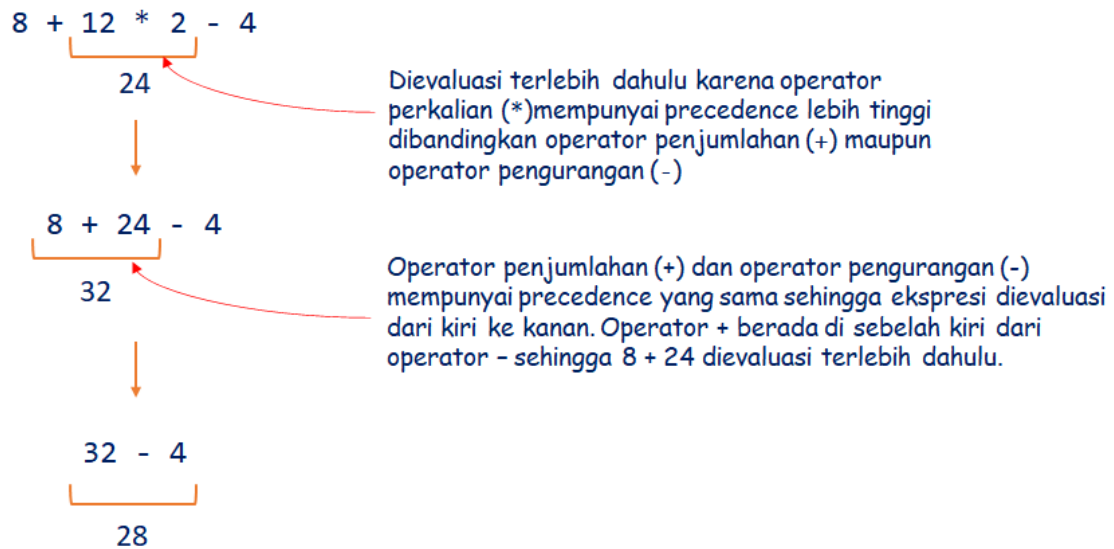 8 + 12 * 2 - 4
24
Dievaluasi terlebih dahulu karena operator
perkalian (*)mempunyai precedence lebih tinggi
dibandingkan operator penjumlahan (+) maupun
operator pengurangan (-)
8 + 24 - 4
32
Operator penjumlahan (+) dan operator pengurangan (-)
mempunyai precedence yang sama sehingga ekspresi dievaluasi
dari kiri ke kanan. Operator + berada di sebelah kiri dari
operator – sehingga 8 + 24 dievaluasi terlebih dahulu.
32 - 4
28